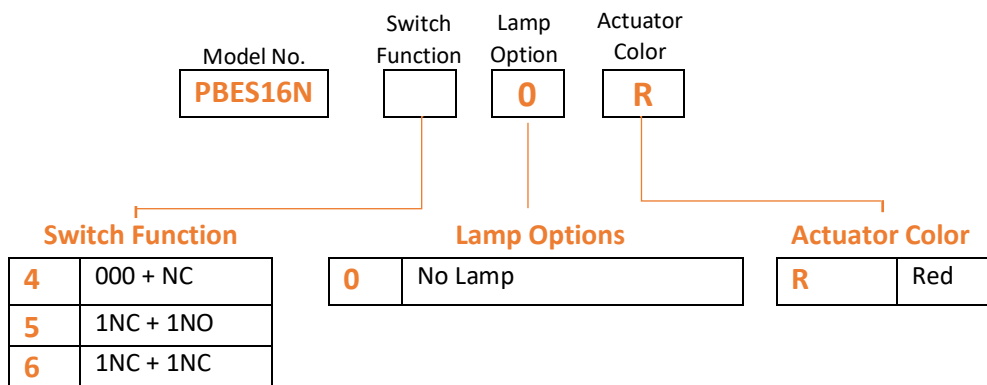 Switch Lamp Actuator
Model No. Function Option Color
PBES16N 0 R
Switch Function Lamp Options Actuator Color
4 000 + NC 0 No Lamp R Red
5 1NC + 1NO
6 1NC + 1NC